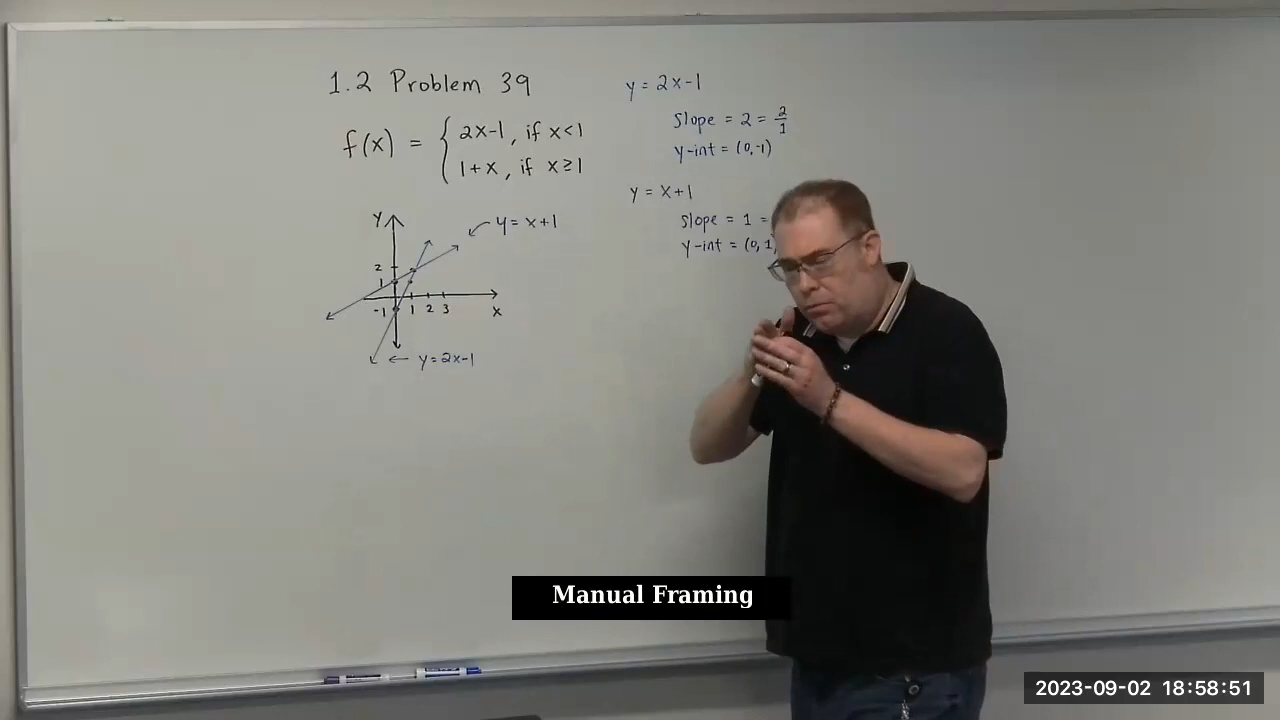 1.2 Problem 39
f(x) = { 2x-1, if x<1
1+x, if x≥1
y = 2x-1
slope = 2 = 2/1
y-int = (0,-1)
y = x+1
slope = 1 =
y-int = (0,1)
y
y = x+1
2
1
-1 1 2 3 x
y = 2x-1
Manual Framing
2023-09-02 18:58:51